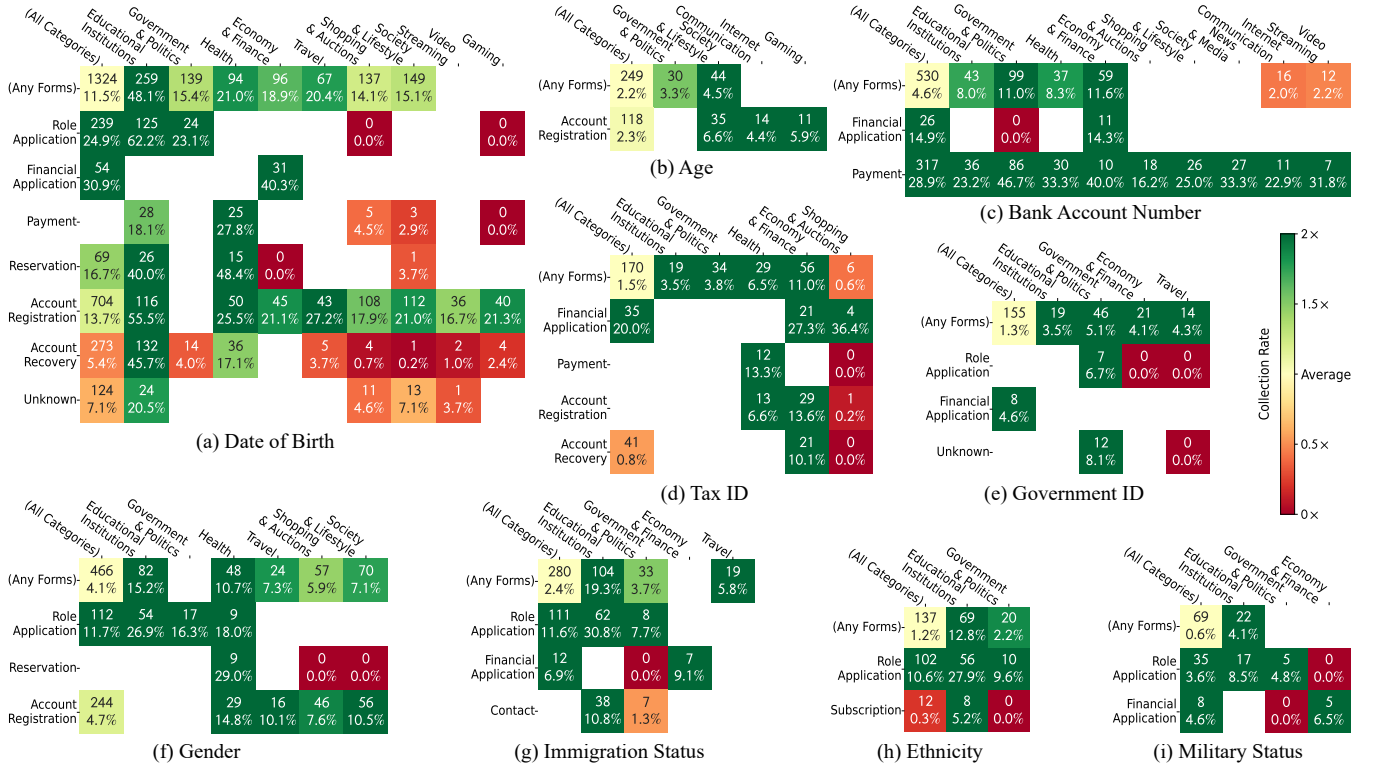 (All Categories)
Educational
Institutions
Government
& Politics
Health
Economy
& Finance
Travel
Shopping
& Lifestyle
Society
Streaming
Video
Gaming
(Any Forms)
1324 259 139 94 96 67 137 149
11.5% 48.1% 15.4% 21.0% 18.9% 20.4% 14.1% 15.1%
Role
Application
239 125 24 0 0
24.9% 62.2% 23.1% 0.0% 0.0%
Financial
Application
54 31
30.9% 40.3%
Payment
28 25 5 3 0
18.1% 27.8% 4.5% 2.9% 0.0%
Reservation
69 26 15 0 1
16.7% 40.0% 48.4% 0.0% 3.7%
Account
Registration
704 116 50 45 43 108 112 36 40
13.7% 55.5% 25.5% 21.1% 27.2% 17.9% 21.0% 16.7% 21.3%
Account
Recovery
273 132 14 36 5 4 1 2 4
5.4% 45.7% 4.0% 17.1% 3.7% 0.7% 0.2% 1.0% 2.4%
Unknown
124 24 11 13 1
7.1% 20.5% 4.6% 7.1% 3.7%
(a) Date of Birth
(All Categories)
Government
& Politics
Society
& Lifestyle
Internet
Communication
Gaming
(Any Forms)
249 30 44
2.2% 3.3% 4.5%
Account
Registration
118 35 14 11
2.3% 6.6% 4.4% 5.9%
(b) Age
(All Categories)
Educational
Institutions
Government
& Politics
Health
Economy
& Finance
Shopping
& Auctions
Society
& Lifestyle
News
& Media
Internet
Communication
Video
Streaming
(Any Forms)
530 43 99 37 59 16 12
4.6% 8.0% 11.0% 8.3% 11.6% 2.0% 2.2%
Financial
Application
26 0 11
14.9% 0.0% 14.3%
Payment
317 36 86 30 10 18 26 27 11 7
28.9% 23.2% 46.7% 33.3% 40.0% 16.2% 25.0% 33.3% 22.9% 31.8%
(c) Bank Account Number
(All Categories)
Educational
Institutions
Government
& Politics
Health
Economy
& Finance
Shopping
& Auctions
(Any Forms)
170 19 34 29 56 6
1.5% 3.5% 3.8% 6.5% 11.0% 0.6%
Financial
Application
35 21 4
20.0% 27.3% 36.4%
Payment
12 0
13.3% 0.0%
Account
Registration
13 29 1
6.6% 13.6% 0.2%
Account
Recovery
41 21 0
0.8% 10.1% 0.0%
(d) Tax ID
(All Categories)
Educational
Institutions
Government
& Politics
Economy
& Finance
Travel
(Any Forms)
155 19 46 21 14
1.3% 3.5% 5.1% 4.1% 4.3%
Role
Application
7 0 0
6.7% 0.0% 0.0%
Financial
Application
8
4.6%
Unknown
12 0
8.1% 0.0%
(e) Government ID
2×
1.5×
Average
0.5×
0×
Collection Rate
(All Categories)
Educational
Institutions
Government
& Politics
Health
Travel
Shopping
& Auctions
Society
& Lifestyle
(Any Forms)
466 82 48 24 57 70
4.1% 15.2% 10.7% 7.3% 5.9% 7.1%
Role
Application
112 54 17 9
11.7% 26.9% 16.3% 18.0%
Reservation
9 0 0
29.0% 0.0% 0.0%
Account
Registration
244 29 16 46 56
4.7% 14.8% 10.1% 7.6% 10.5%
(f) Gender
(All Categories)
Educational
Institutions
Government
& Politics
Economy
& Finance
Travel
(Any Forms)
280 104 33 19
2.4% 19.3% 3.7% 5.8%
Role
Application
111 62 8
11.6% 30.8% 7.7%
Financial
Application
12 0 7
6.9% 0.0% 9.1%
Contact
38 7
10.8% 1.3%
(g) Immigration Status
(All Categories)
Educational
Institutions
Government
& Politics
(Any Forms)
137 69 20
1.2% 12.8% 2.2%
Role
Application
102 56 10
10.6% 27.9% 9.6%
Subscription
12 8 0
0.3% 5.2% 0.0%
(h) Ethnicity
(All Categories)
Educational
Institutions
Government
& Politics
Economy
& Finance
(Any Forms)
69 22
0.6% 4.1%
Role
Application
35 17 5 0
3.6% 8.5% 4.8% 0.0%
Financial
Application
8 0 5
4.6% 0.0% 6.5%
(i) Military Status